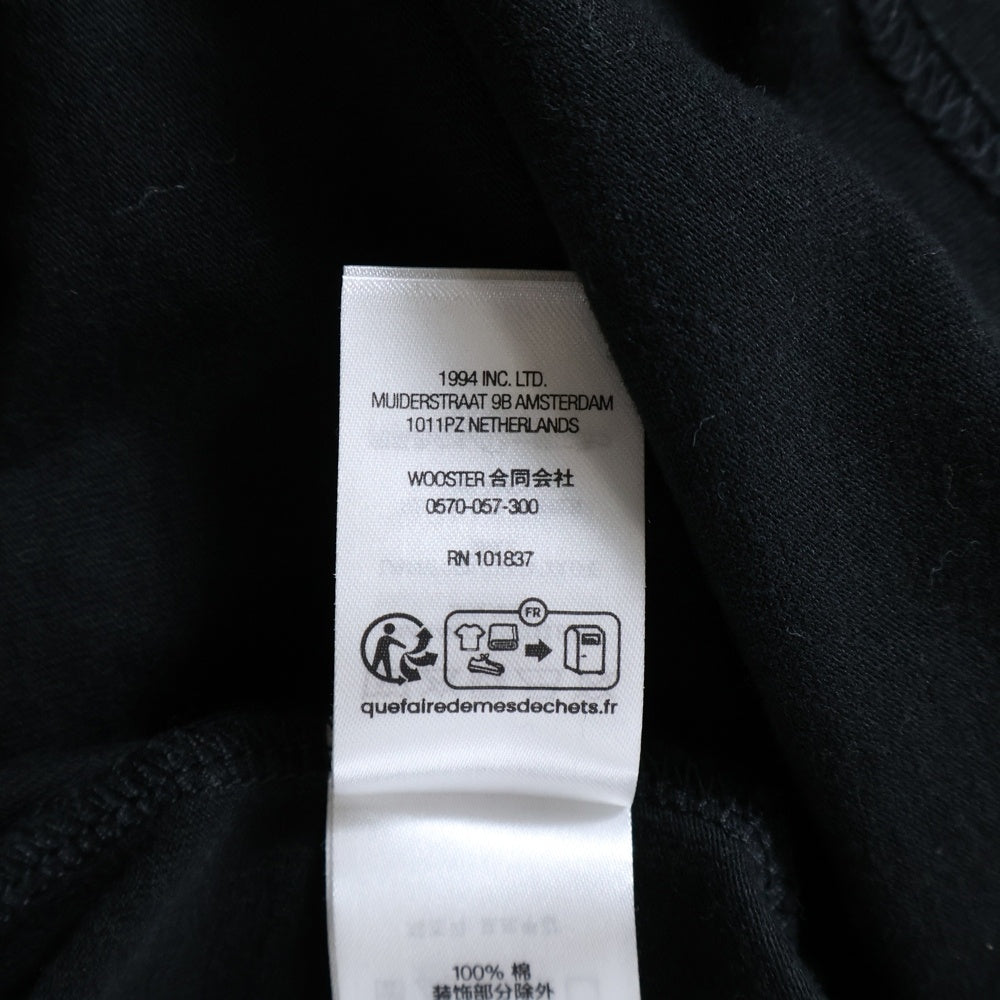 1994 INC. LTD.
MUIDERSTRAAT 9B AMSTERDAM
1011PZ NETHERLANDS
WOOSTER 合同会社
0570-057-300
RN 101837
FR
quefairedemesdechets.fr
100% 棉
装饰部分除外